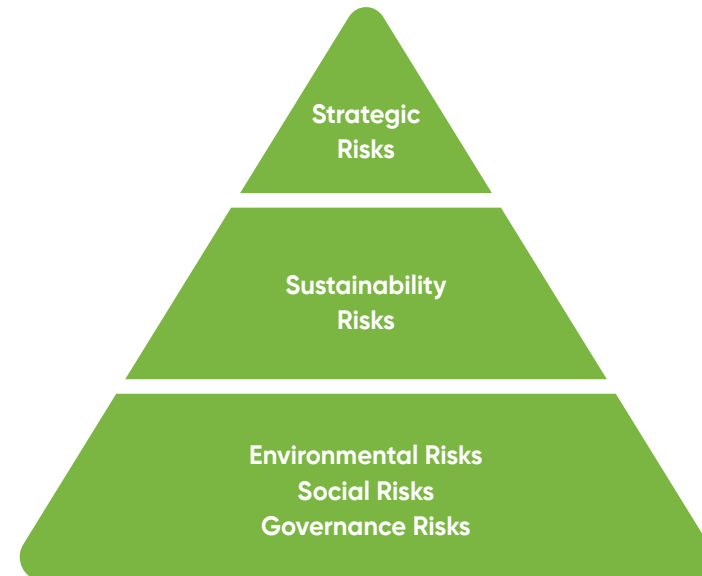 Strategic
Risks
Sustainability
Risks
Environmental Risks
Social Risks
Governance Risks